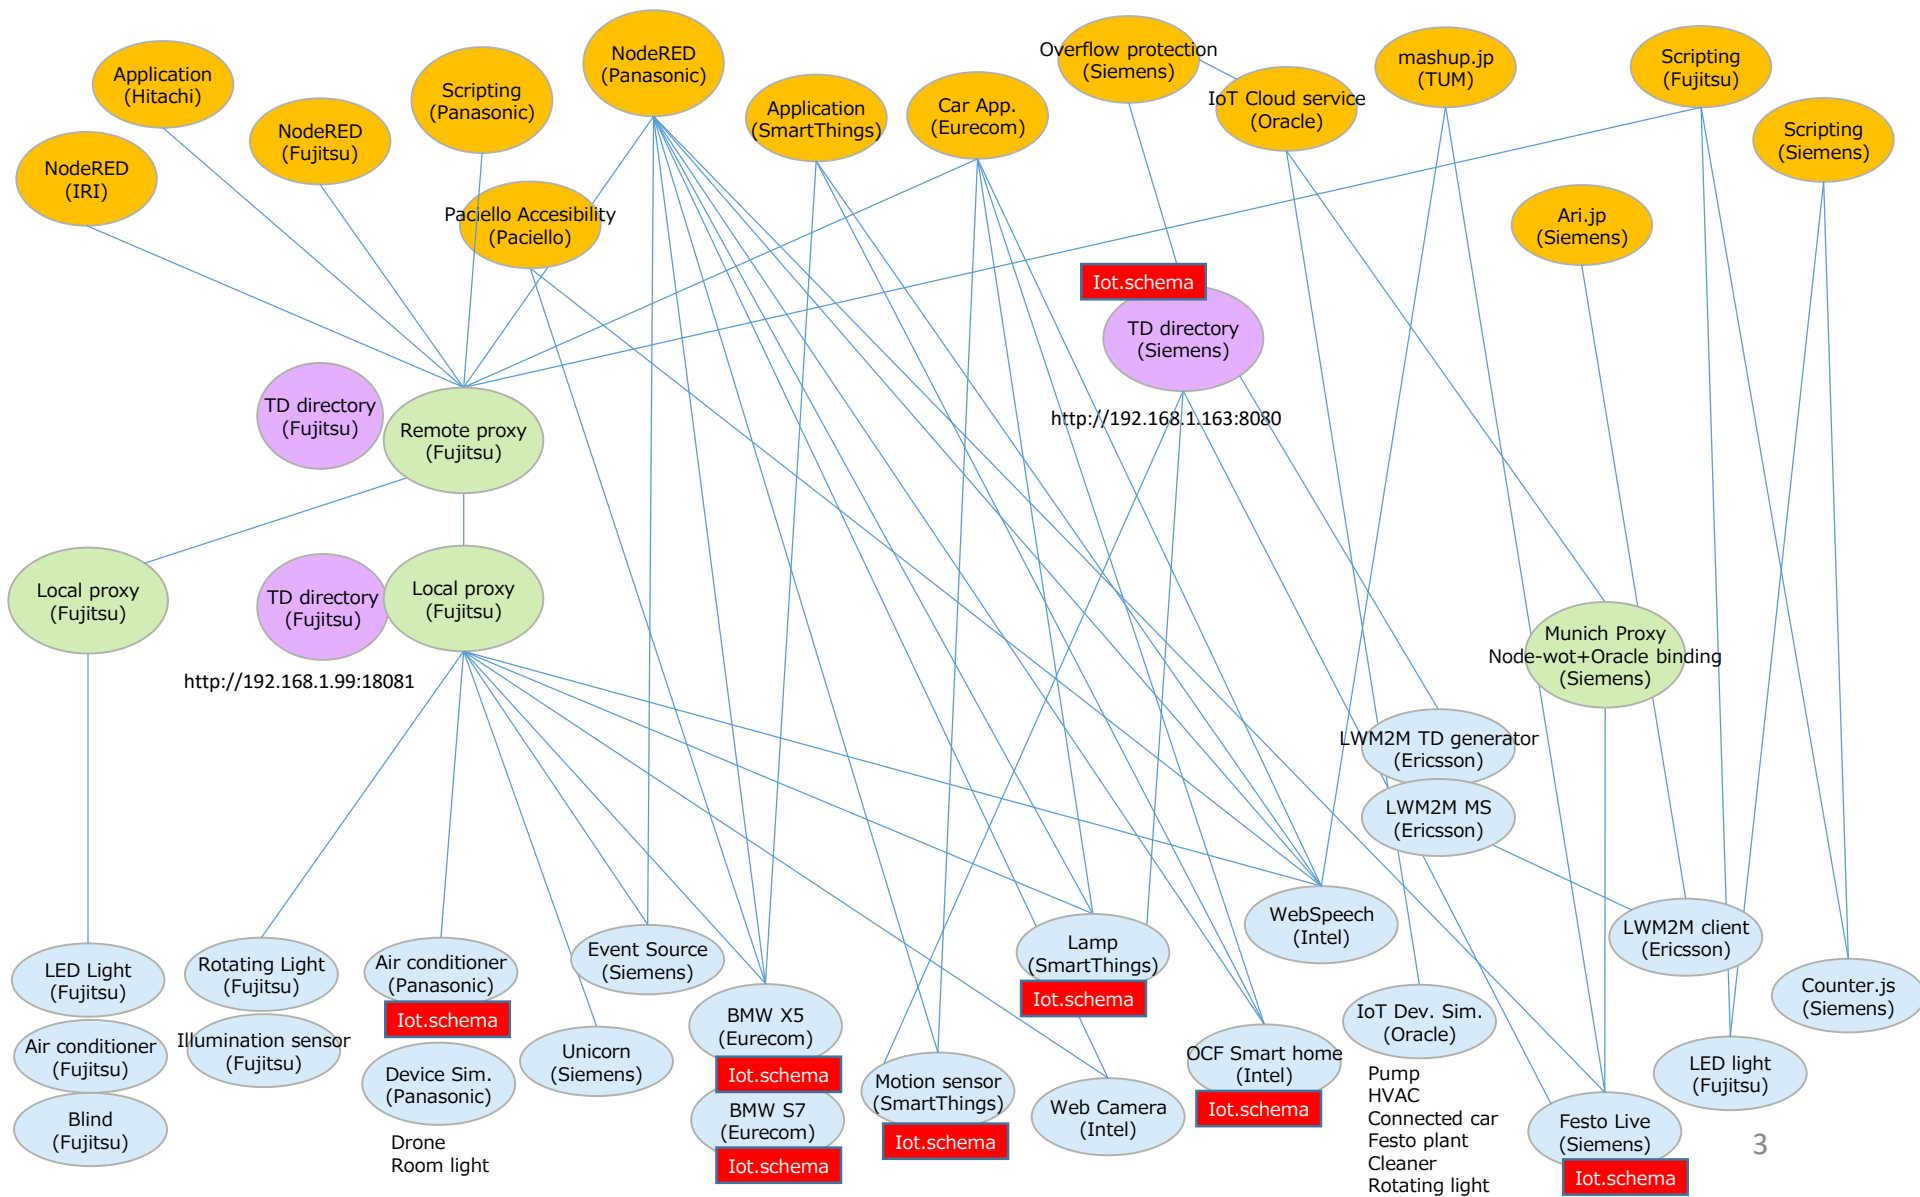 Application
(Hitachi)
NodeRED
(IRI)
NodeRED
(Fujitsu)
Scripting
(Panasonic)
NodeRED
(Panasonic)
Paciello Accesibility
(Paciello)
Application
(SmartThings)
Car App.
(Eurecom)
Overflow protection
(Siemens)
IoT Cloud service
(Oracle)
mashup.jp
(TUM)
Scripting
(Fujitsu)
Scripting
(Siemens)
Ari.jp
(Siemens)
Iot.schema
TD directory
(Siemens)
http://192.168.1.163:8080
TD directory
(Fujitsu)
Remote proxy
(Fujitsu)
Local proxy
(Fujitsu)
TD directory
(Fujitsu)
Local proxy
(Fujitsu)
http://192.168.1.99:18081
Munich Proxy
Node-wot+Oracle binding
(Siemens)
LWM2M TD generator
(Ericsson)
LWM2M MS
(Ericsson)
LED Light
(Fujitsu)
Air conditioner
(Fujitsu)
Blind
(Fujitsu)
Rotating Light
(Fujitsu)
Illumination sensor
(Fujitsu)
Air conditioner
(Panasonic)
Iot.schema
Device Sim.
(Panasonic)
Drone
Room light
Event Source
(Siemens)
Unicorn
(Siemens)
BMW X5
(Eurecom)
Iot.schema
BMW S7
(Eurecom)
Iot.schema
Motion sensor
(SmartThings)
Iot.schema
Lamp
(SmartThings)
Iot.schema
Web Camera
(Intel)
WebSpeech
(Intel)
OCF Smart home
(Intel)
Iot.schema
IoT Dev. Sim.
(Oracle)
Pump
HVAC
Connected car
Festo plant
Cleaner
Rotating light
LWM2M client
(Ericsson)
Counter.js
(Siemens)
LED light
(Fujitsu)
Festo Live
(Siemens)
Iot.schema
3